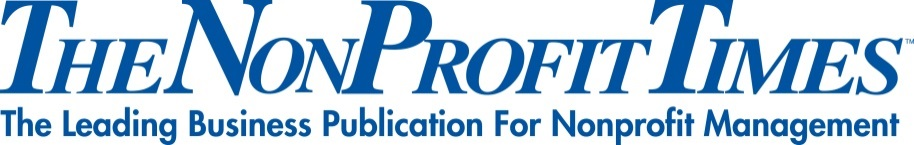 THE NONPROFIT TIMES™
The Leading Business Publication For Nonprofit Management